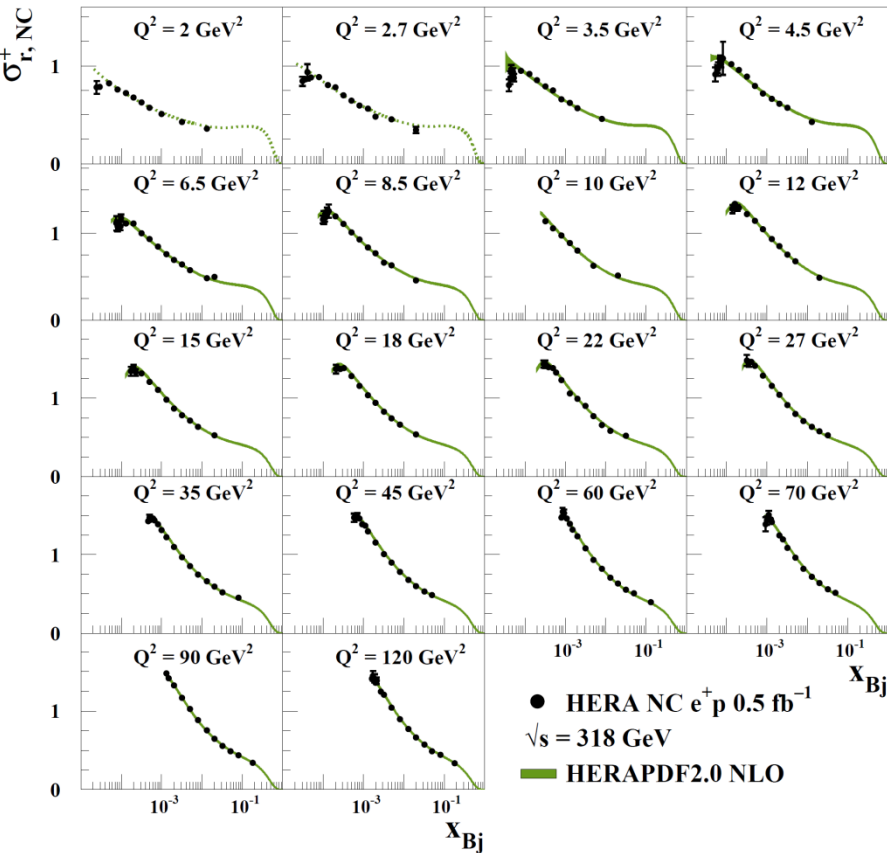 σ⁺r, NC
Q² = 2 GeV²
Q² = 2.7 GeV²
Q² = 3.5 GeV²
Q² = 4.5 GeV²
1
0
Q² = 6.5 GeV²
Q² = 8.5 GeV²
Q² = 10 GeV²
Q² = 12 GeV²
1
0
Q² = 15 GeV²
Q² = 18 GeV²
Q² = 22 GeV²
Q² = 27 GeV²
1
0
Q² = 35 GeV²
Q² = 45 GeV²
Q² = 60 GeV²
Q² = 70 GeV²
1
0
10⁻³ 10⁻¹ 10⁻³ 10⁻¹
xBj
Q² = 90 GeV²
Q² = 120 GeV²
1
0
10⁻³ 10⁻¹ 10⁻³ 10⁻¹
xBj
HERA NC e⁺p 0.5 fb⁻¹
√s = 318 GeV
HERAPDF2.0 NLO